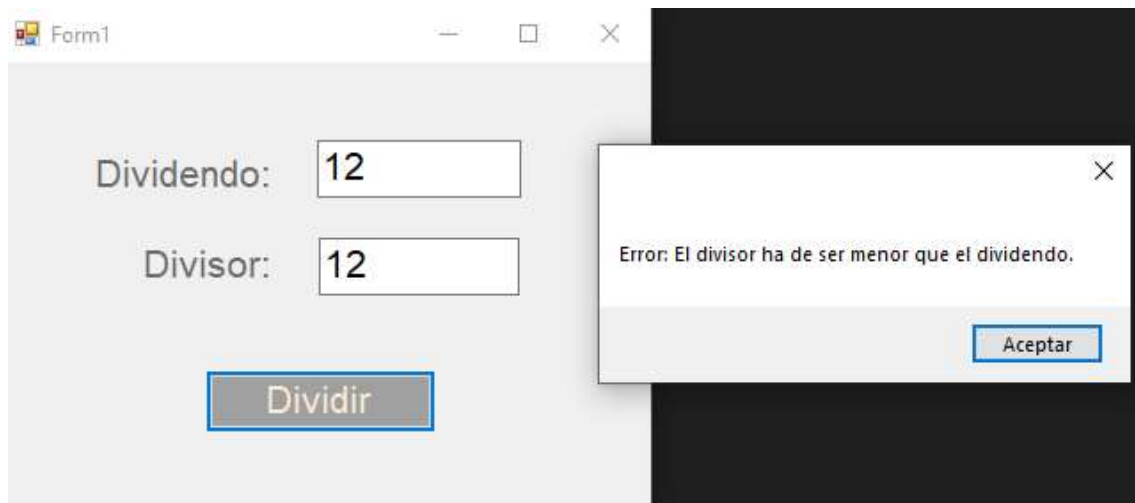 Form1
Dividendo: 12
Divisor: 12
Dividir
Error: El divisor ha de ser menor que el dividendo.
Aceptar